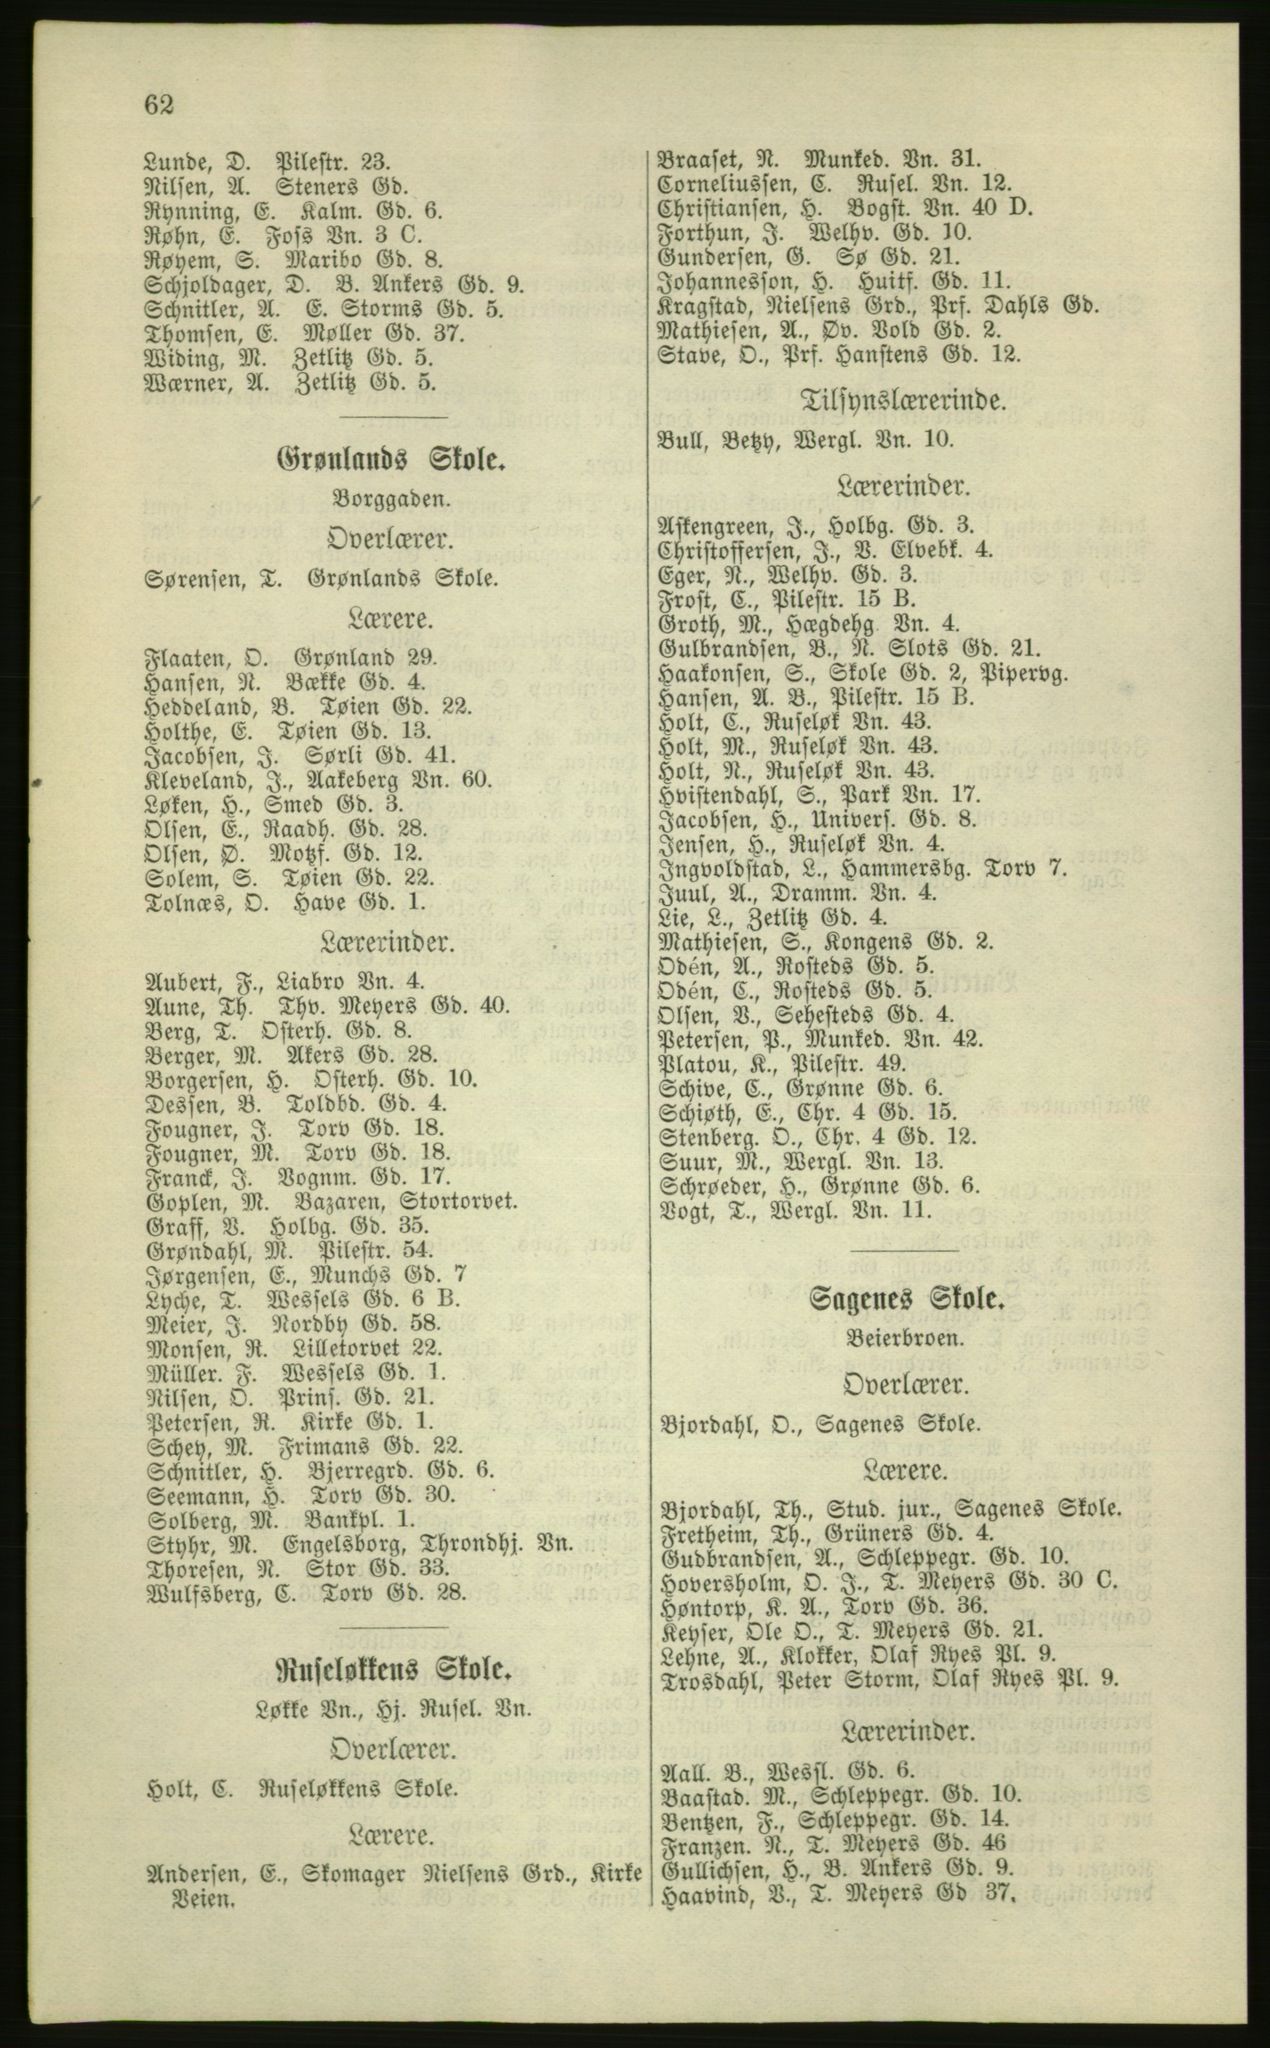 62
Lunde, D. Pilestr. 23.
Nilsen, A. Steners Gd.
Rynning, E. Kalm. Gd. 6.
Røhn, E. Foss Vn. 3 C.
Røyem, S. Maribo Gd. 8.
Schjoldager, D. B. Ankers Gd. 9.
Schnitler, A. E. Storms Gd. 5.
Thomsen, E. Møller Gd. 37.
Widing, M. Zetlitz Gd. 5.
Wærner, A. Zetlitz Gd. 5.
Grønlands Skole.
Borggaden.
Overlærer.
Sørensen, T. Grønlands Skole.
Lærere.
Flaaten, O. Grønland 29.
Hansen, N. Bække Gd. 4.
Heddeland, B. Tøien Gd. 22.
Holthe, E. Tøien Gd. 13.
Jacobsen, J. Sørli Gd. 41.
Kleveland, J., Aakeberg Vn. 60.
Løken, H., Smed Gd. 3.
Olsen, E., Raadh. Gd. 28.
Olsen, Ø. Motzf. Gd. 12.
Solem, S. Tøien Gd. 22.
Tolnæs, O. Have Gd. 1.
Lærerinder.
Aubert, F., Liabro Vn. 4.
Aune, Th. Thv. Meyers Gd. 40.
Berg, T. Osterh. Gd. 8.
Berger, M. Akers Gd. 28.
Borgersen, H. Osterh. Gd. 10.
Dessen, B. Toldbd. Gd. 4.
Fougner, J. Torv Gd. 18.
Fougner, M. Torv Gd. 18.
Franck, J. Vognm. Gd. 17.
Goplen, M. Bazaren, Stortorvet.
Graff, V. Holbg. Gd. 35.
Grøndahl, M. Pilestr. 54.
Jørgensen, E., Munchs Gd. 7
Lyche, T. Wessels Gd. 6 B.
Meier, J. Nordby Gd. 58.
Monsen, R. Lilletorvet 22.
Müller. F. Wessels Gd. 1.
Nilsen, O. Prins. Gd. 21.
Petersen, R. Kirke Gd. 1.
Schey, M. Frimans Gd. 22.
Schnitler, H. Bjerregrd. Gd. 6.
Seemann, H. Torv Gd. 30.
Solberg, M. Bankpl. 1.
Styhr, M. Engelsborg, Throndhj. Vn.
Thoresen, N. Stor Gd. 33.
Wulfsberg, C. Torv Gd. 28.
Ruseløkkens Skole.
Løkke Vn., Hj. Rusel. Vn.
Overlærer.
Holt, C. Ruseløkkens Skole.
Lærere.
Andersen, E., Skomager Nielsens Grd., Kirke
Veien.
Braaset, N. Munked. Vn. 31.
Corneliussen, C. Rusel. Vn. 12.
Christiansen, H. Bogst. Vn. 40 D.
Forthun, J. Welhv. Gd. 10.
Gundersen, G. Sø Gd. 21.
Johannesson, H. Huitf. Gd. 11.
Kragstad, Nielsens Grd., Prf. Dahls Gd.
Mathiesen, A., Øv. Vold Gd. 2.
Stave, O., Prf. Hanstens Gd. 12.
Tilsynslærerinde.
Bull, Betzy, Wergl. Vn. 10.
Lærerinder.
Askengreen, J., Holbg. Gd. 3.
Christoffersen, J., V. Elvebk. 4.
Eger, N., Welhv. Gd. 3.
Frost, C., Pilestr. 15 B.
Groth, M., Hægdehg Vn. 4.
Gulbrandsen, B., N. Slots Gd. 21.
Haakonsen, S., Skole Gd. 2, Pipervg.
Hansen, A. B., Pilestr. 15 B.
Holt, C., Ruseløk Vn. 43.
Holt, M., Ruseløk Vn. 43.
Holt, N., Ruseløk Vn. 43.
Hvistendahl, S., Park Vn. 17.
Jacobsen, H., Univers. Gd. 8.
Jensen, H., Ruseløk Vn. 4.
Ingvoldstad, L., Hammersbg. Torv 7.
Juul, A., Dramm. Vn. 4.
Lie, L., Zetlitz Gd. 4.
Mathiesen, S., Kongens Gd. 2.
Odén, A., Rosteds Gd. 5.
Odén, C., Rosteds Gd. 5.
Olsen, V., Sehesteds Gd. 4.
Petersen, P., Munked. Vn. 42.
Platou, K., Pilestr. 49.
Schive, C., Grønne Gd. 6.
Schiøth, E., Chr. 4 Gd. 15.
Stenberg. O., Chr. 4 Gd. 12.
Suur, M., Wergl. Vn. 13.
Schrøeder, H., Grønne Gd. 6.
Vogt, T., Wergl. Vn. 11.
Sagenes Skole.
Beierbroen.
Overlærer.
Bjordahl, O., Sagenes Skole.
Lærere.
Bjordahl, Th., Stud. jur., Sagenes Skole.
Fretheim, Th., Grüners Gd. 4.
Gudbrandsen, A., Schleppegr. Gd. 10.
Hoversholm, O. J., T. Meyers Gd. 30 C.
Høntorp, K. A., Torv Gd. 36.
Keyser, Ole O., T. Meyers Gd. 21.
Lehne, A., Klokker, Olaf Ryes Pl. 9.
Trosdahl, Peter Storm, Olaf Ryes Pl. 9.
Lærerinder.
Aall. B., Wessl. Gd. 6.
Baastad. M., Schleppegr. Gd. 10.
Bentzen, F., Schleppegr. Gd. 14.
Franzen. N., T. Meyers Gd. 46
Gullichsen, H., B. Ankers Gd. 9.
Haavind, V., T. Meyers Gd 37.